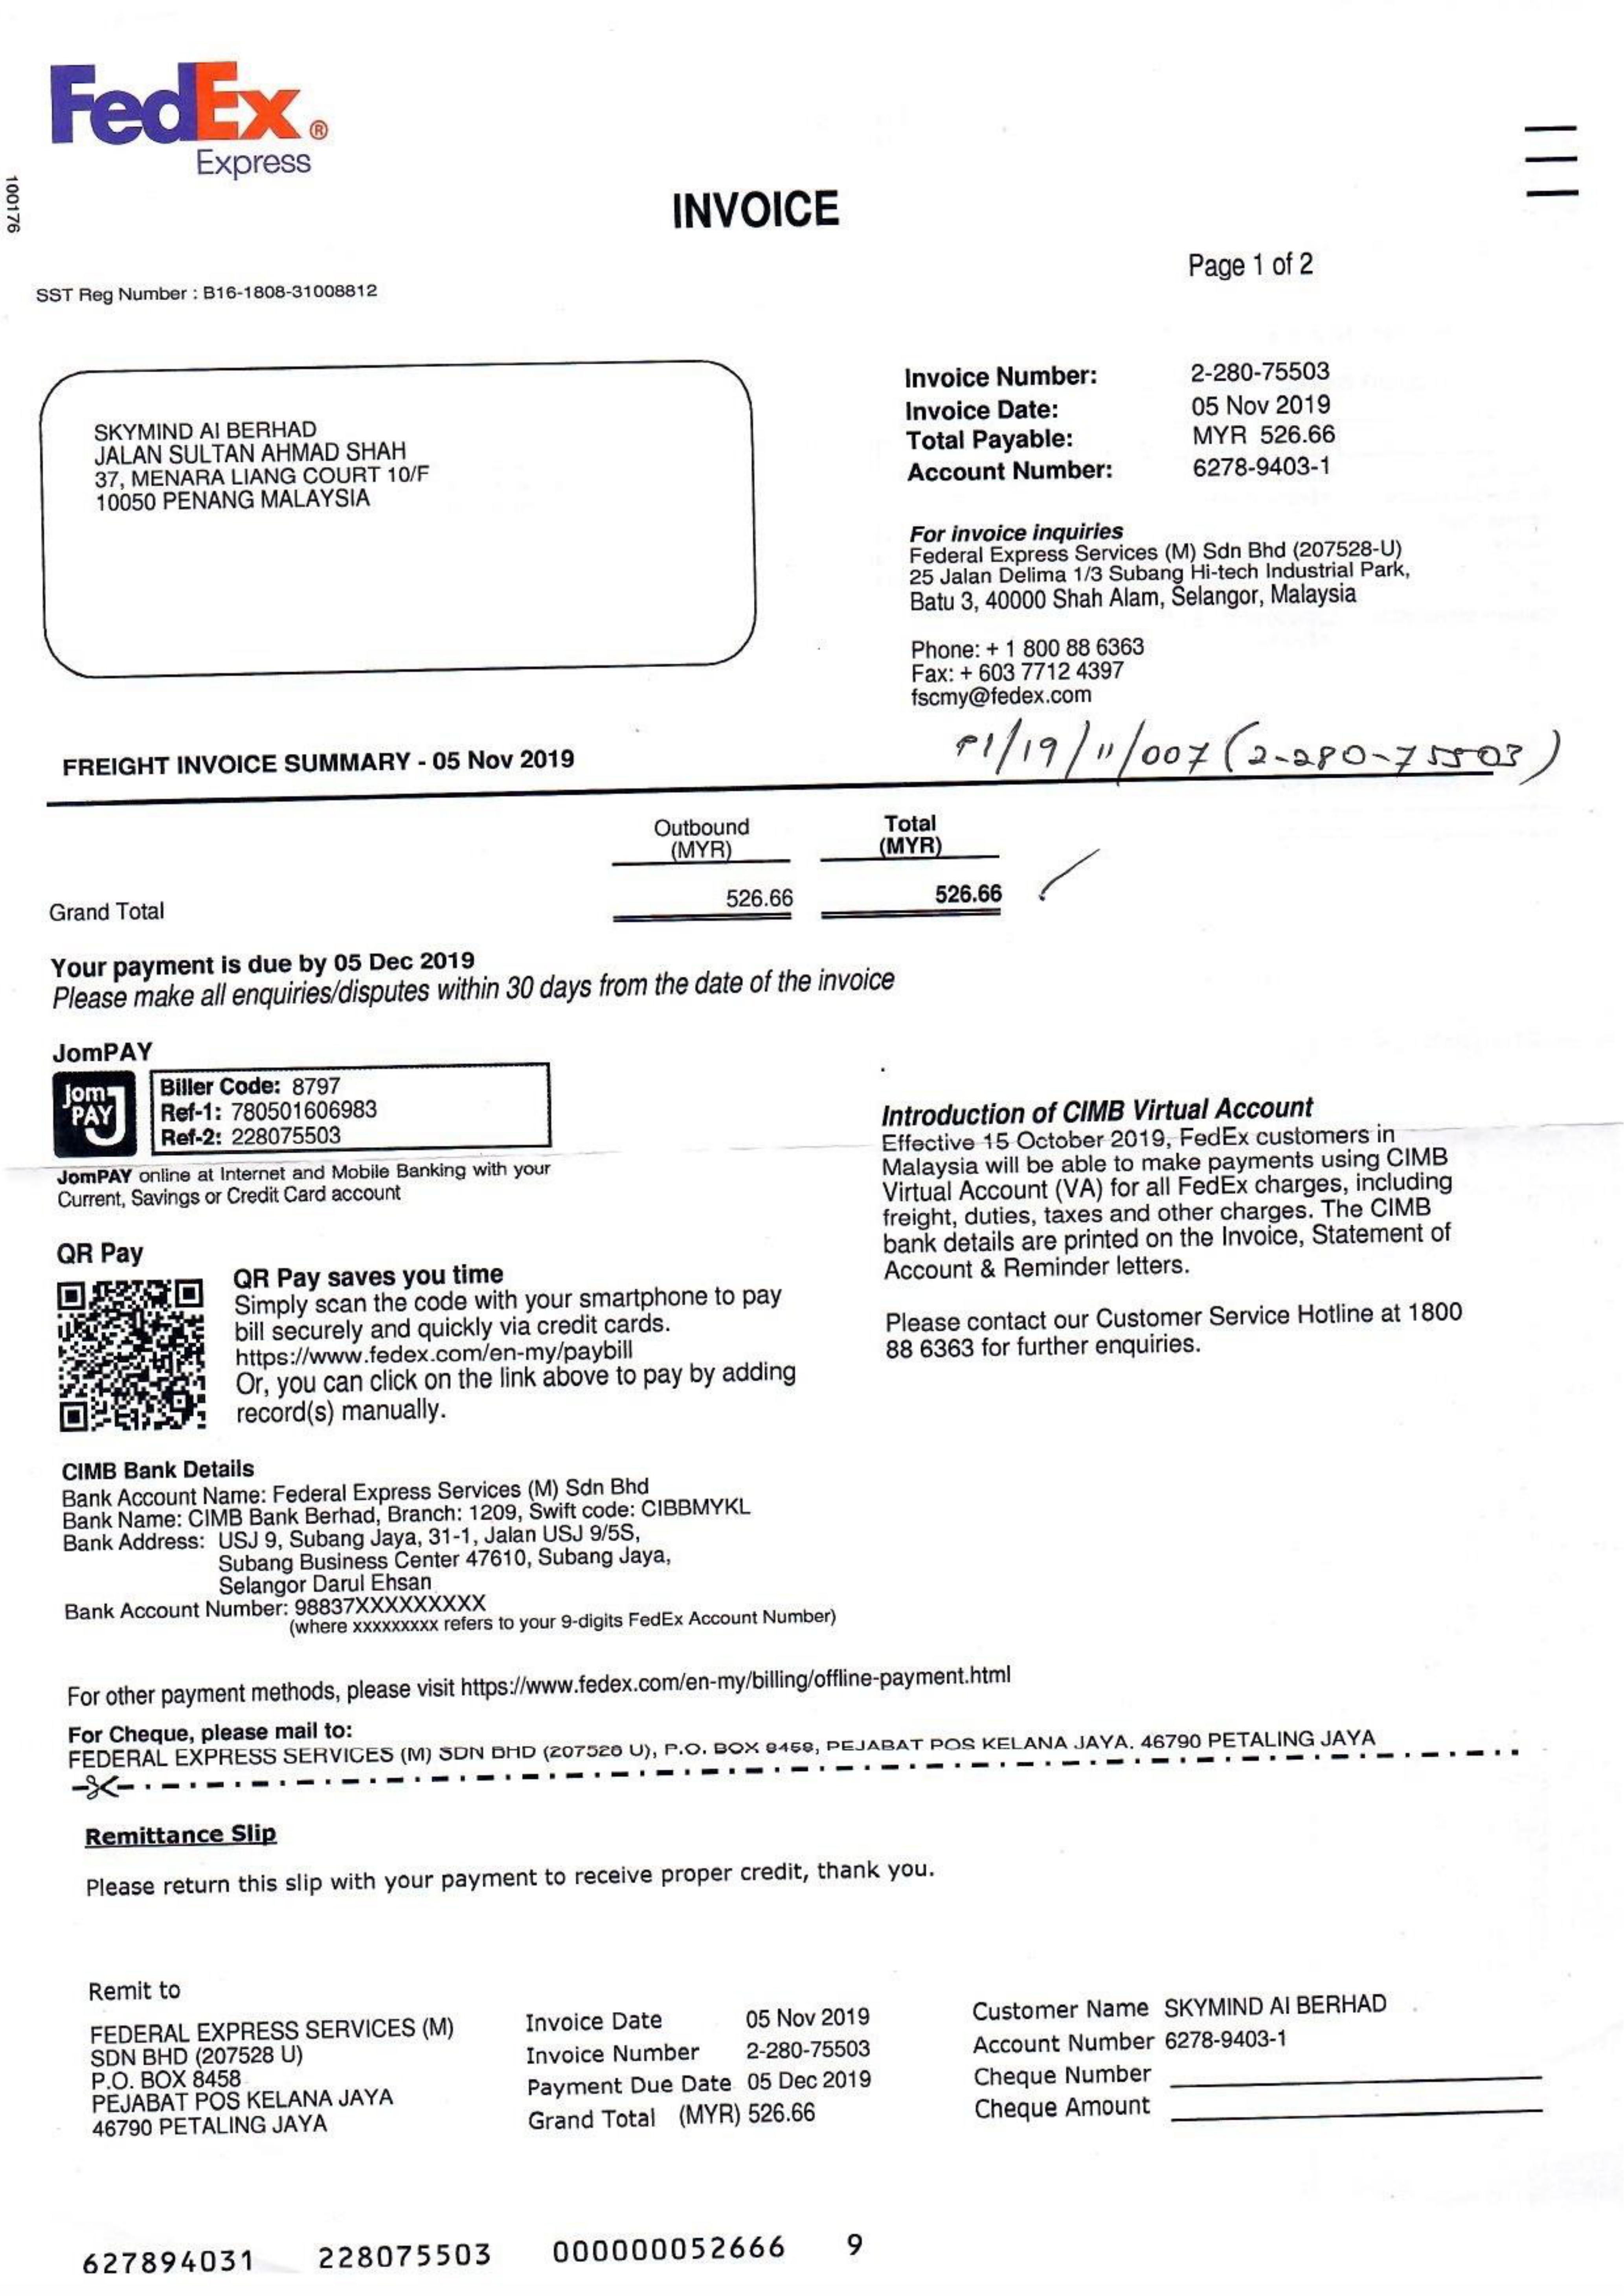 FedEx®
Express
100176
INVOICE
Page 1 of 2
SST Reg Number : B16-1808-31008812
SKYMIND AI BERHAD
JALAN SULTAN AHMAD SHAH
37, MENARA LIANG COURT 10/F
10050 PENANG MALAYSIA
Invoice Number: 2-280-75503
Invoice Date: 05 Nov 2019
Total Payable: MYR 526.66
Account Number: 6278-9403-1
For invoice inquiries
Federal Express Services (M) Sdn Bhd (207528-U)
25 Jalan Delima 1/3 Subang Hi-tech Industrial Park,
Batu 3, 40000 Shah Alam, Selangor, Malaysia
Phone: + 1 800 88 6363
Fax: + 603 7712 4397
fscmy@fedex.com
PI/19/11/007 (2-280-75503)
FREIGHT INVOICE SUMMARY - 05 Nov 2019
Outbound Total
(MYR) (MYR)
Grand Total 526.66 526.66
Your payment is due by 05 Dec 2019
Please make all enquiries/disputes within 30 days from the date of the invoice
JomPAY
Jom
PAY
Biller Code: 8797
Ref-1: 780501606983
Ref-2: 228075503
JomPAY online at Internet and Mobile Banking with your
Current, Savings or Credit Card account
Introduction of CIMB Virtual Account
Effective 15 October 2019, FedEx customers in
Malaysia will be able to make payments using CIMB
Virtual Account (VA) for all FedEx charges, including
freight, duties, taxes and other charges. The CIMB
bank details are printed on the Invoice, Statement of
Account & Reminder letters.
Please contact our Customer Service Hotline at 1800
88 6363 for further enquiries.
QR Pay
QR Pay saves you time
Simply scan the code with your smartphone to pay
bill securely and quickly via credit cards.
https://www.fedex.com/en-my/paybill
Or, you can click on the link above to pay by adding
record(s) manually.
CIMB Bank Details
Bank Account Name: Federal Express Services (M) Sdn Bhd
Bank Name: CIMB Bank Berhad, Branch: 1209, Swift code: CIBBMYKL
Bank Address: USJ 9, Subang Jaya, 31-1, Jalan USJ 9/5S,
Subang Business Center 47610, Subang Jaya,
Selangor Darul Ehsan
Bank Account Number: 98837XXXXXXXXX
(where xxxxxxxxx refers to your 9-digits FedEx Account Number)
For other payment methods, please visit https://www.fedex.com/en-my/billing/offline-payment.html
For Cheque, please mail to:
FEDERAL EXPRESS SERVICES (M) SDN BHD (207528 U), P.O. BOX 8458, PEJABAT POS KELANA JAYA. 46790 PETALING JAYA
Remittance Slip
Please return this slip with your payment to receive proper credit, thank you.
Remit to
FEDERAL EXPRESS SERVICES (M)
SDN BHD (207528 U)
P.O. BOX 8458
PEJABAT POS KELANA JAYA
46790 PETALING JAYA
Invoice Date 05 Nov 2019
Invoice Number 2-280-75503
Payment Due Date 05 Dec 2019
Grand Total (MYR) 526.66
Customer Name SKYMIND AI BERHAD
Account Number 6278-9403-1
Cheque Number
Cheque Amount
627894031 228075503 000000052666 9